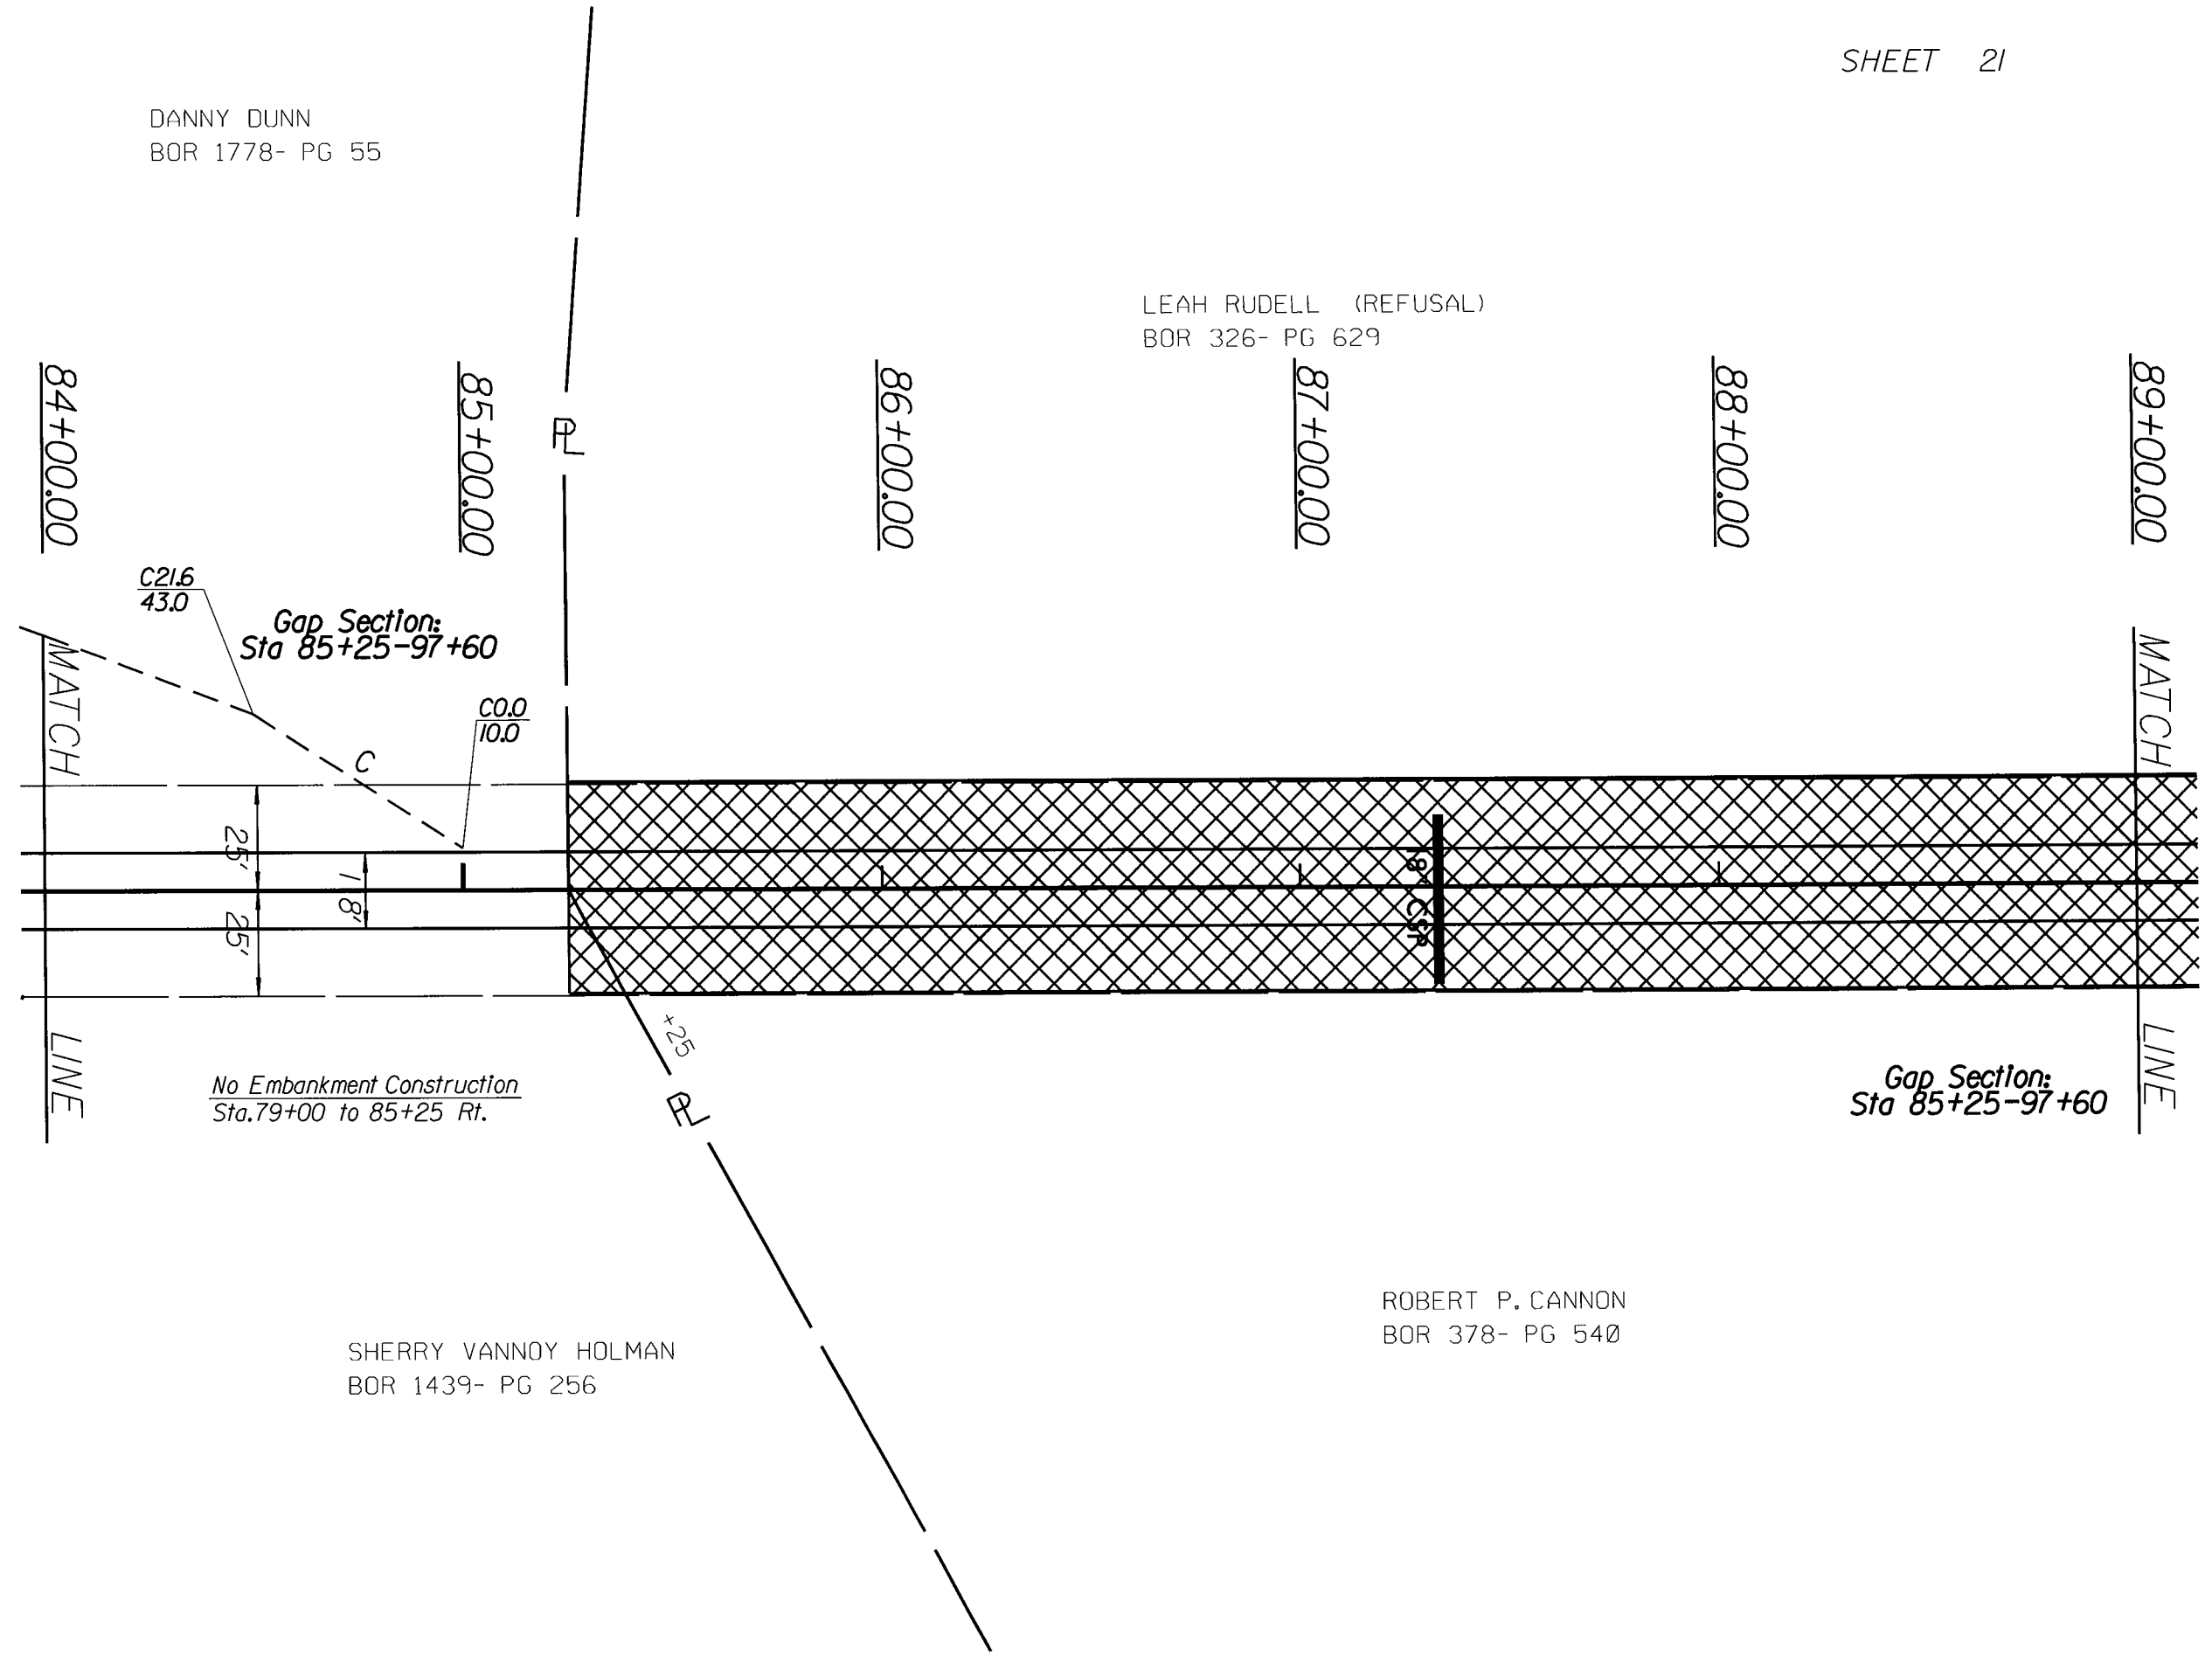 SHEET 21
DANNY DUNN
BOR 1778- PG 55
LEAH RUDELL (REFUSAL)
BOR 326- PG 629
84+00.00
85+00.00
PL
86+00.00
87+00.00
88+00.00
89+00.00
C21.6
43.0
Gap Section:
Sta 85+25-97+60
C0.0
10.0
C
MATCH
MATCH
25'
18'
25'
18" CSP
+25
PL
LINE
LINE
No Embankment Construction
Sta.79+00 to 85+25 Rt.
Gap Section:
Sta 85+25-97+60
ROBERT P. CANNON
BOR 378- PG 540
SHERRY VANNOY HOLMAN
BOR 1439- PG 256